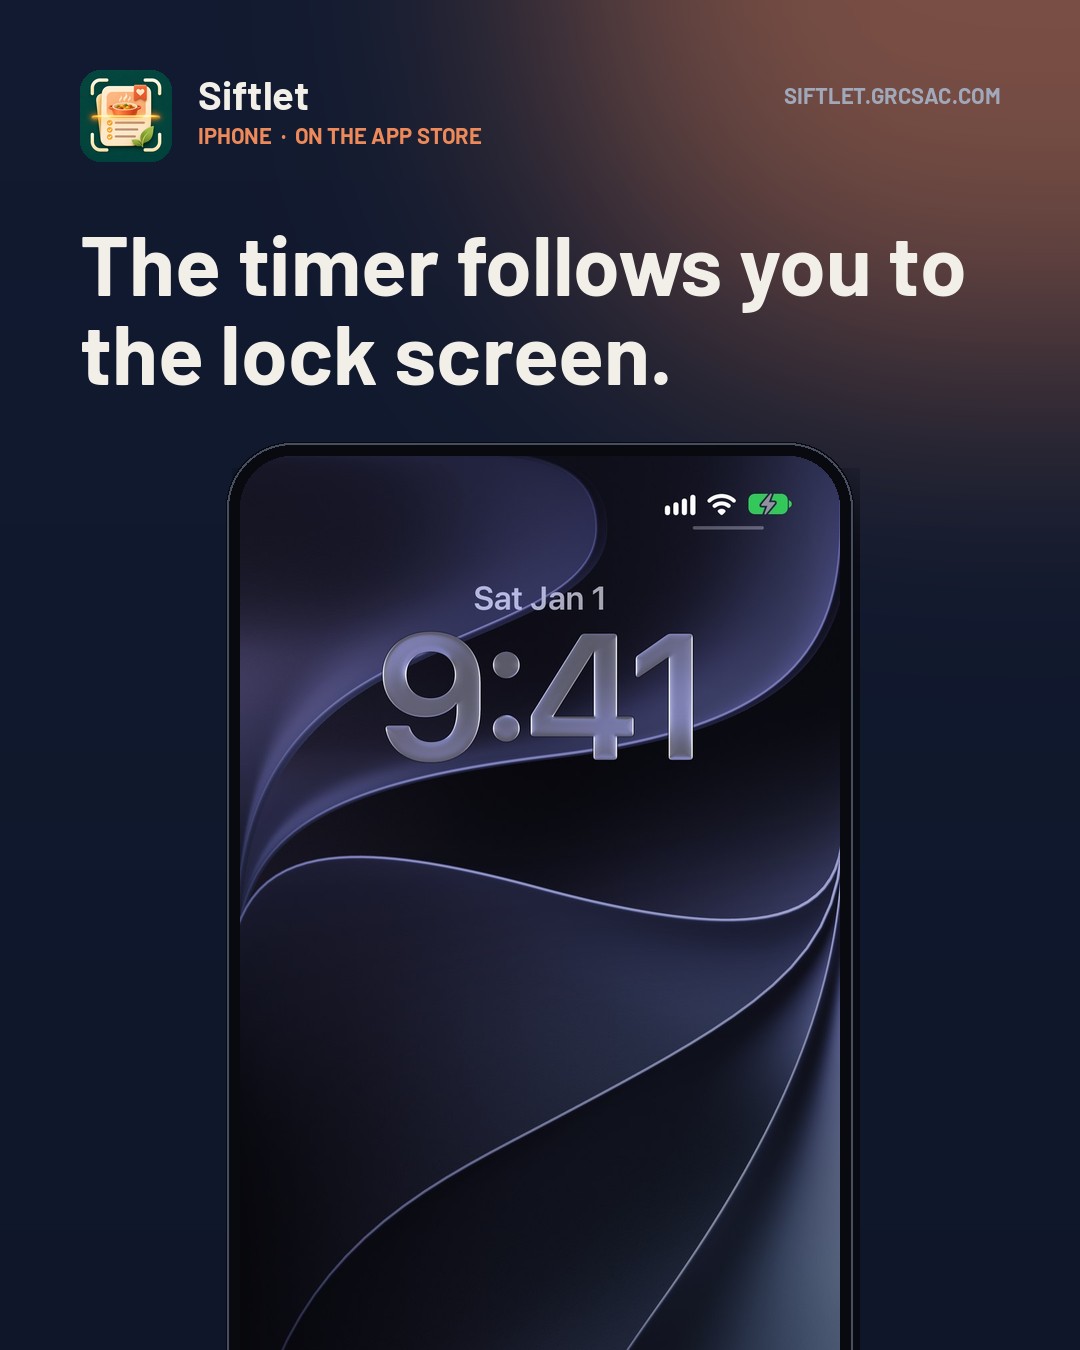 Siftlet
IPHONE · ON THE APP STORE
SIFTLET.GRCSAC.COM
The timer follows you to
the lock screen.
Sat Jan 1
9:41